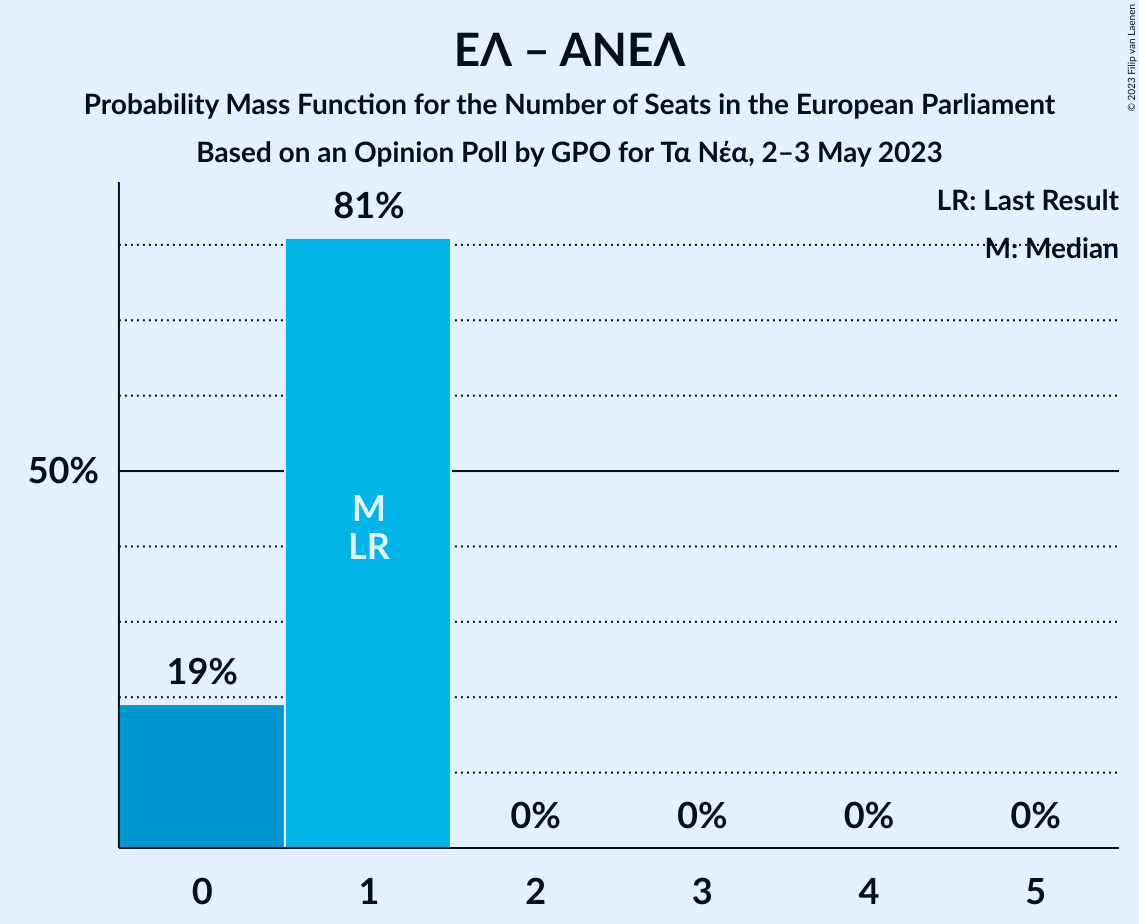 ΕΛ – ΑΝΕΛ
Probability Mass Function for the Number of Seats in the European Parliament
Based on an Opinion Poll by GPO for Τα Νέα, 2–3 May 2023
© 2023 Filip van Laenen
LR: Last Result
M: Median
81%
50%
M
LR
19%
0% 0% 0% 0%
0 1 2 3 4 5